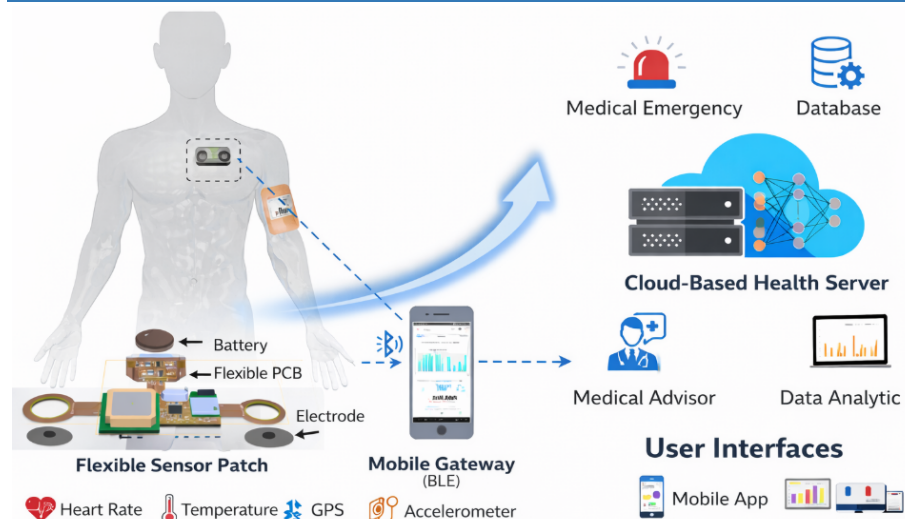 Medical Emergency
Database
Cloud-Based Health Server
Battery
Flexible PCB
Electrode
Flexible Sensor Patch
Mobile Gateway
(BLE)
Medical Advisor
Data Analytic
User Interfaces
Mobile App
Heart Rate
Temperature
GPS
Accelerometer